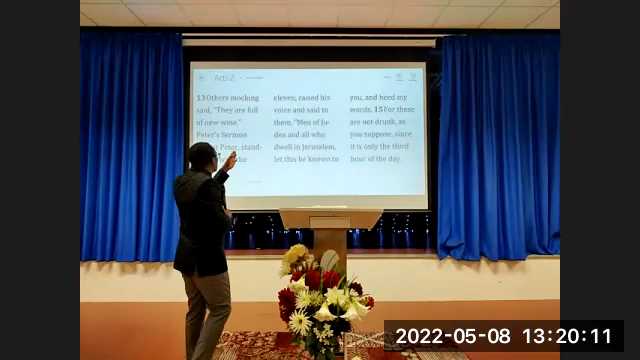 Acts 2
13 Others mocking
said, "They are full
of new wine."
Peter's Sermon
Peter, stand-
eleven, raised his
voice and said to
them, "Men of Ju-
dea and all who
dwell in Jerusalem,
let this be known to
you, and heed my
words. 15 For these
are not drunk, as
you suppose, since
it is only the third
hour of the day.
2022-05-08 13:20:11